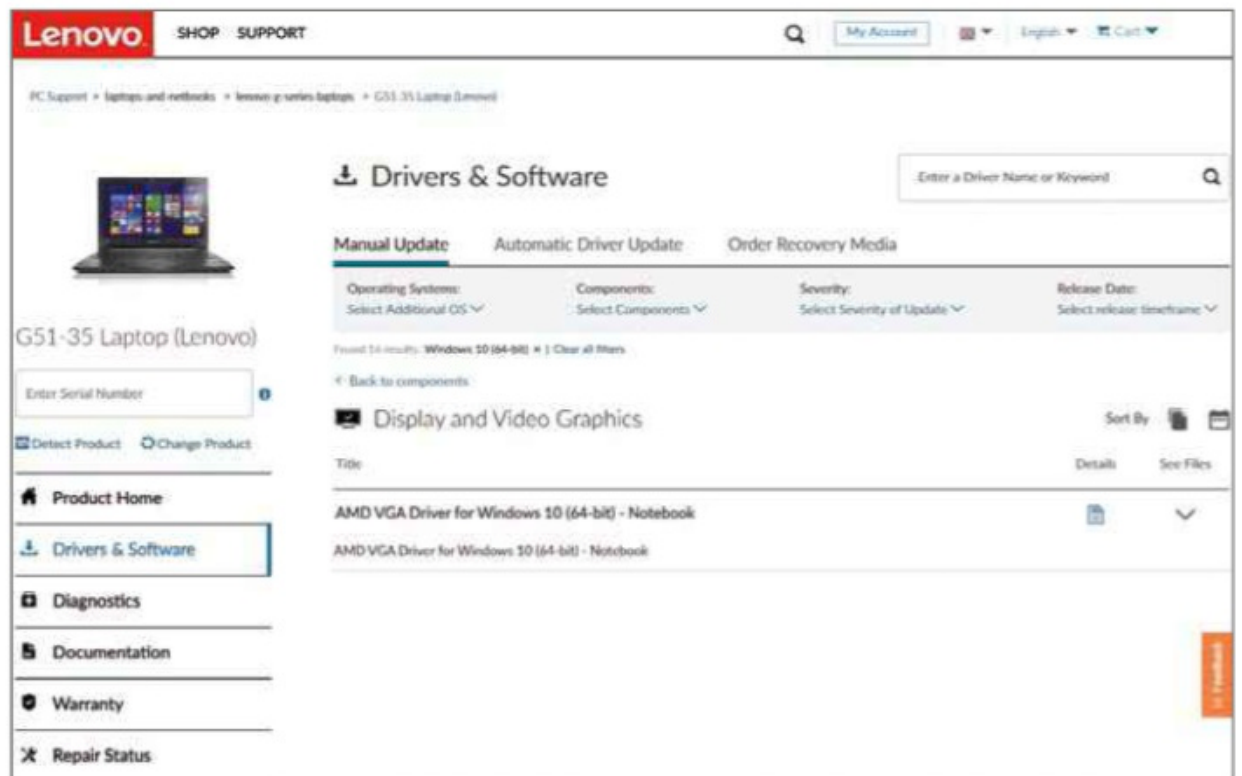 Lenovo SHOP SUPPORT My Account English Cart
PC Support > laptops and netbooks > lenovo g series laptops > G51-35 Laptop (Lenovo)
Drivers & Software
Enter a Driver Name or Keyword
Manual Update Automatic Driver Update Order Recovery Media
Operating Systems: Components: Severity: Release Date:
Select Additional OS Select Components Select Severity of Update Select release timeframe
G51-35 Laptop (Lenovo)
Found 16 results: Windows 10 (64-bit) × | Clear all filters
Enter Serial Number
< Back to components
Display and Video Graphics
Sort By
Detect Product Change Product
Title Details See Files
Product Home
AMD VGA Driver for Windows 10 (64-bit) - Notebook
Drivers & Software
AMD VGA Driver for Windows 10 (64-bit) - Notebook
Diagnostics
Documentation
Feedback
Warranty
Repair Status